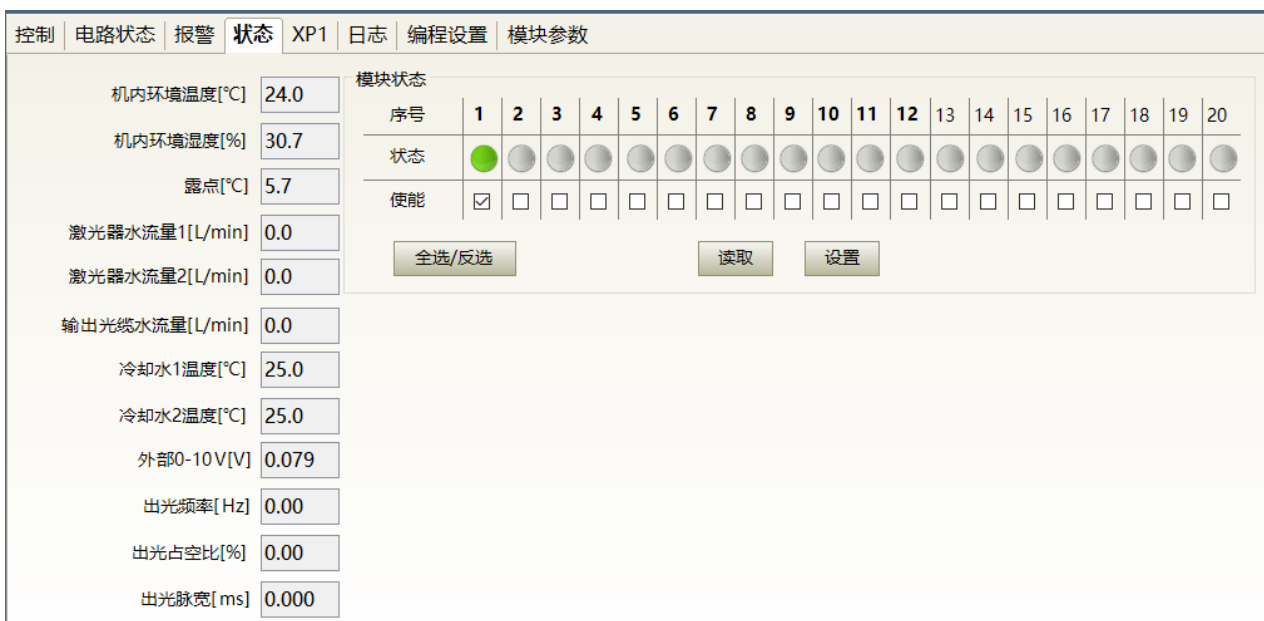 控制 电路状态 报警 状态 XP1 日志 编程设置 模块参数
机内环境温度[℃] 24.0
机内环境湿度[%] 30.7
露点[℃] 5.7
激光器水流量1[L/min] 0.0
激光器水流量2[L/min] 0.0
输出光缆水流量[L/min] 0.0
冷却水1温度[℃] 25.0
冷却水2温度[℃] 25.0
外部0-10V[V] 0.079
出光频率[Hz] 0.00
出光占空比[%] 0.00
出光脉宽[ms] 0.000
模块状态
序号 1 2 3 4 5 6 7 8 9 10 11 12 13 14 15 16 17 18 19 20
状态
使能
全选/反选 读取 设置